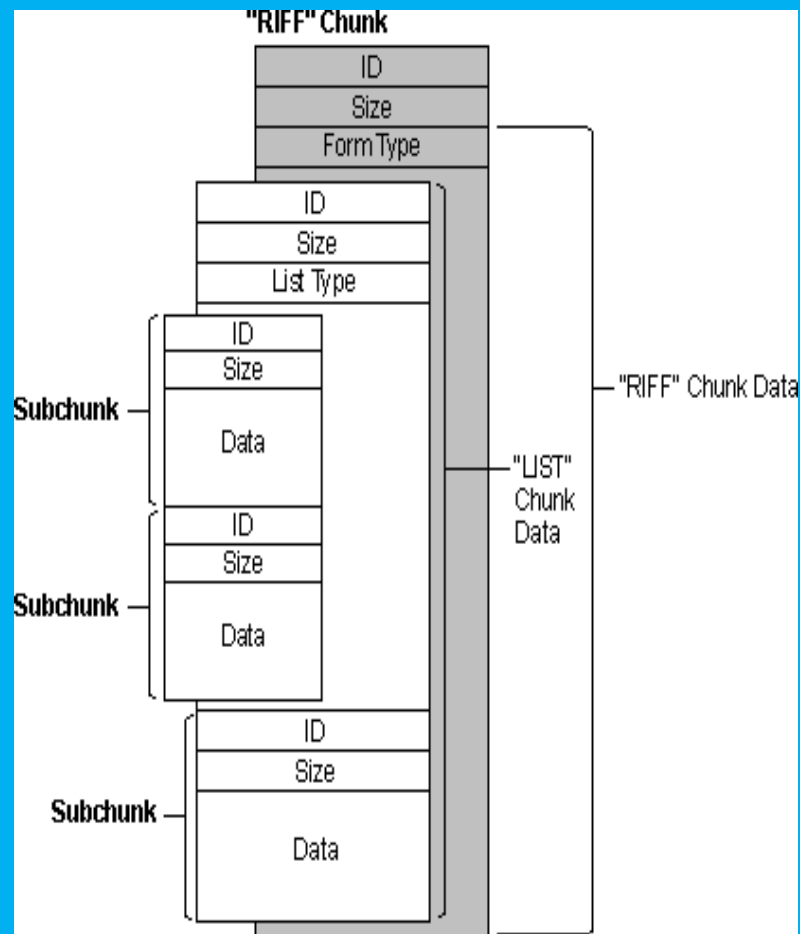 "RIFF" Chunk
ID
Size
Form Type
ID
Size
List Type
ID
Size
Data
Subchunk
ID
Size
Data
Subchunk
ID
Size
Data
Subchunk
"LIST"
Chunk
Data
"RIFF" Chunk Data